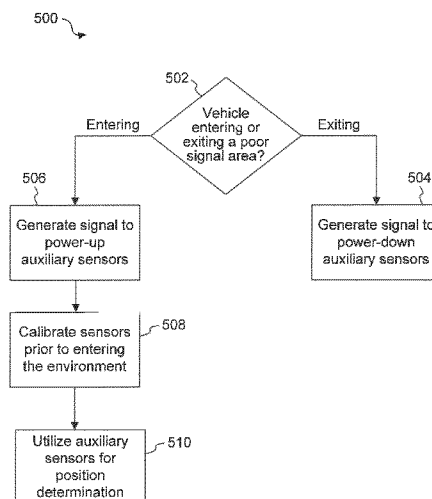 500
502
Vehicle
entering or
exiting a poor
signal area?
Entering
Exiting
506
504
Generate signal to
power-up
auxiliary sensors
Generate signal to
power-down
auxiliary sensors
Calibrate sensors
prior to entering
the environment
508
Utilize auxiliary
sensors for
position
determination
510